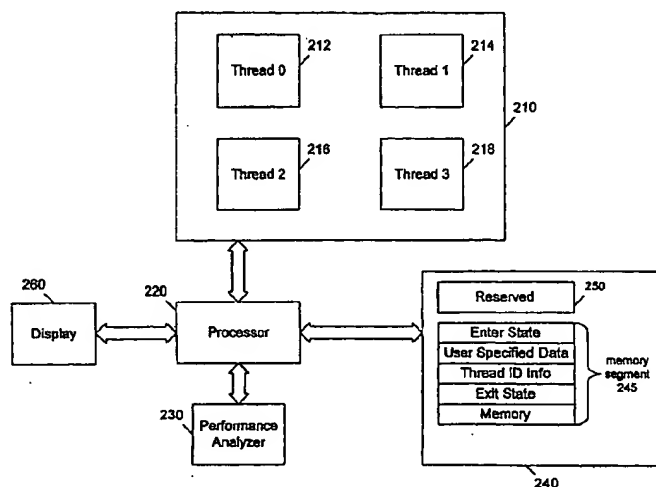 212
214
Thread 0
Thread 1
210
216
218
Thread 2
Thread 3
260
220
250
Reserved
Display
Processor
Enter State
User Specified Data
Thread ID Info
Exit State
Memory
memory
segment
245
230
Performance
Analyzer
240